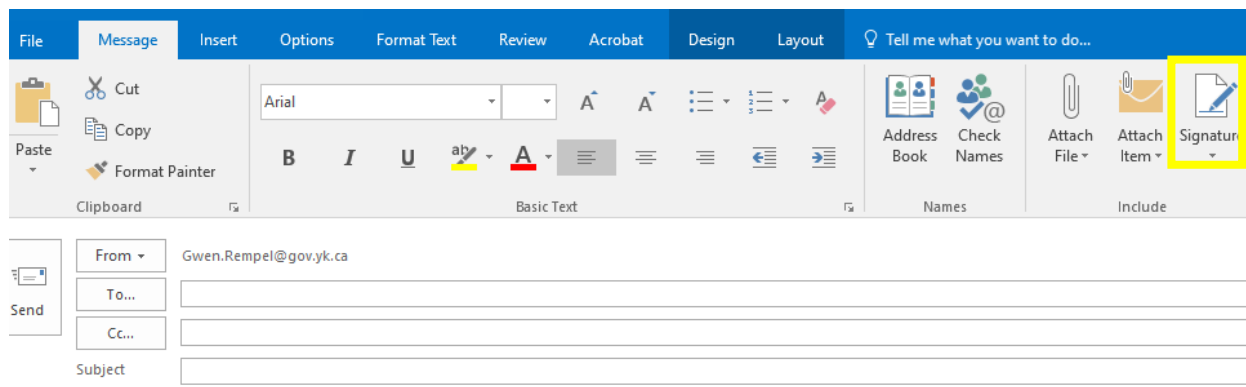 File Message Insert Options Format Text Review Acrobat Design Layout Tell me what you want to do...
Cut
Arial
Copy
Paste
Format Painter
B I U ab A
Address Book
Check Names
Attach File
Attach Item
Signature
Clipboard Basic Text Names Include
From Gwen.Rempel@gov.yk.ca
To...
Send
Cc...
Subject